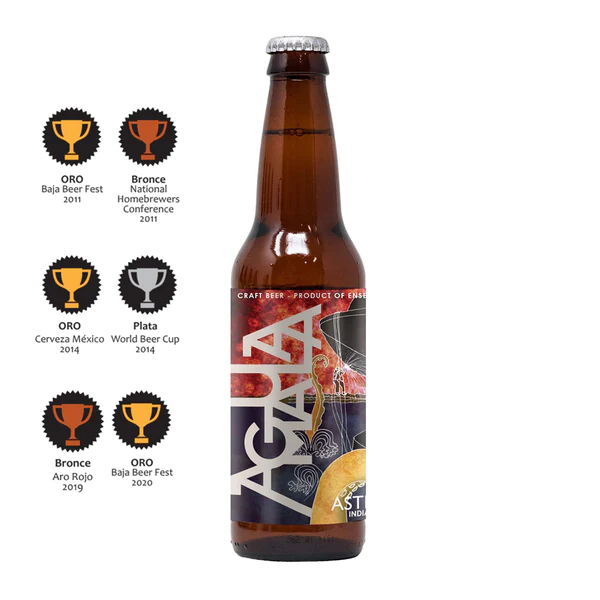 ORO
Baja Beer Fest
2011
Bronce
National
Homebrewers
Conference
2011
ORO
Cerveza México
2014
Plata
World Beer Cup
2014
Bronce
Aro Rojo
2019
ORO
Baja Beer Fest
2020
CRAFT BEER - PRODUCT OF ENSE
AGUA
MALA
AST
INDIA